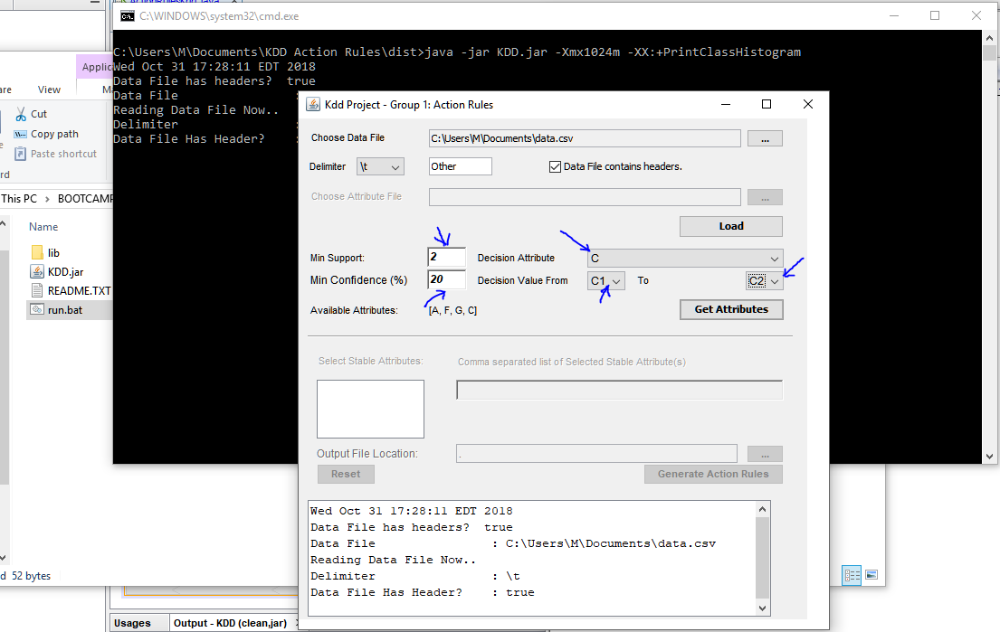 ActionRulesKdd.java
C:\WINDOWS\system32\cmd.exe
C:\Users\M\Documents\KDD Action Rules\dist>java -jar KDD.jar -Xmx1024m -XX:+PrintClassHistogram
Wed Oct 31 17:28:11 EDT 2018
Data File has headers?  true
Data File :
Reading Data File Now..
Delimiter :
Data File Has Header? :
Applic
are View Ma
Cut
Copy path
Paste shortcut
rd
This PC > BOOTCAMP
Name
lib
KDD.jar
README.TXT
run.bat
d 52 bytes
Kdd Project - Group 1: Action Rules
Choose Data File C:\Users\M\Documents\data.csv ...
Delimiter \t Other Data File contains headers.
Choose Attribute File ...
Load
Min Support: 2 Decision Attribute C
Min Confidence (%) 20 Decision Value From C1 To C2
Available Attributes: [A, F, G, C] Get Attributes
Select Stable Attributes: Comma separated list of Selected Stable Attribute(s)
Output File Location: . ...
Reset Generate Action Rules
Wed Oct 31 17:28:11 EDT 2018
Data File has headers?  true
Data File : C:\Users\M\Documents\data.csv
Reading Data File Now..
Delimiter : \t
Data File Has Header? : true
Usages Output - KDD (clean,jar)